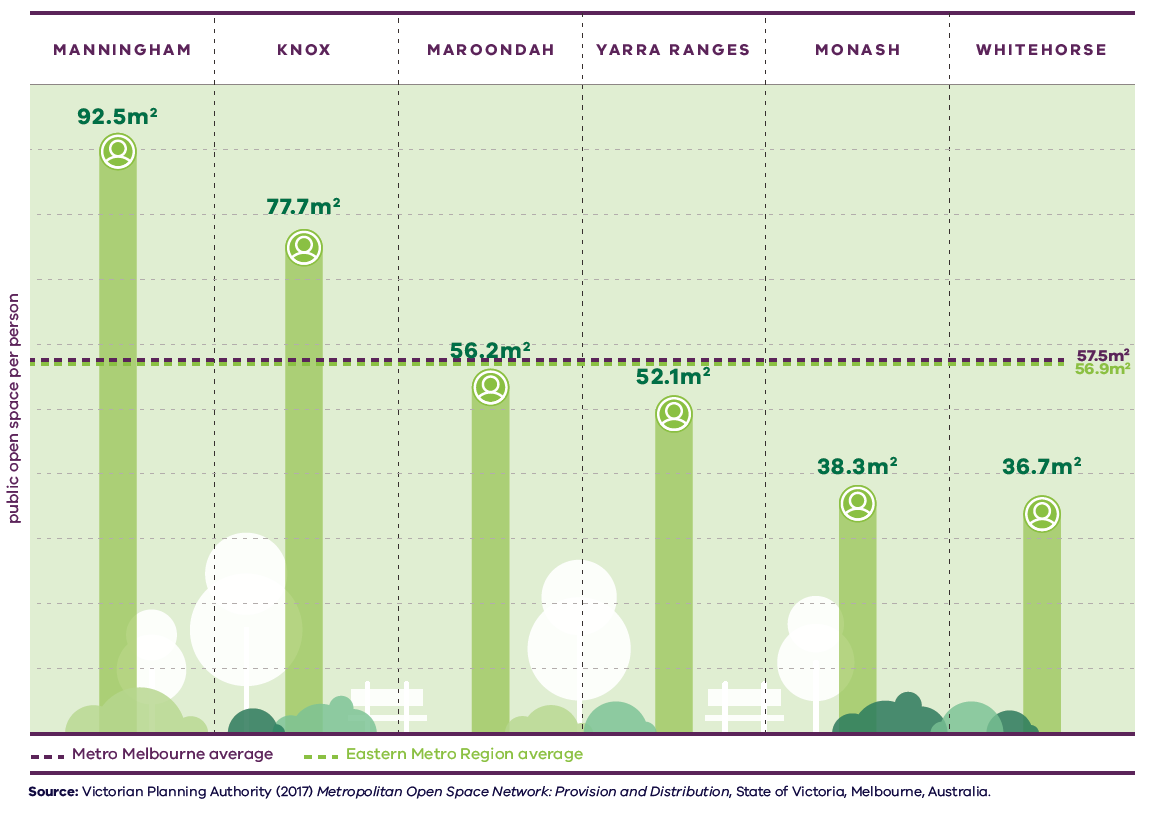 MANNINGHAM
KNOX
MAROONDAH
YARRA RANGES
MONASH
WHITEHORSE
92.5m²
77.7m²
56.2m²
52.1m²
38.3m²
36.7m²
57.5m²
56.9m²
public open space per person
Metro Melbourne average
Eastern Metro Region average
Source: Victorian Planning Authority (2017) Metropolitan Open Space Network: Provision and Distribution, State of Victoria, Melbourne, Australia.